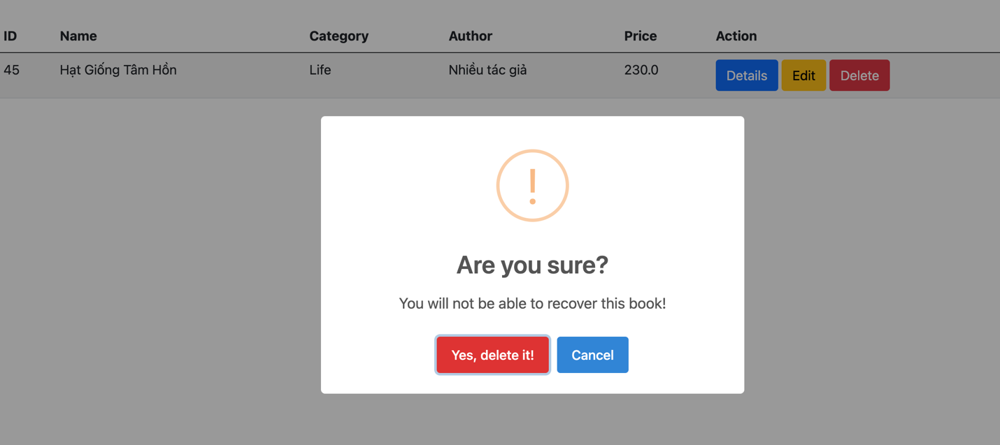 ID Name Category Author Price Action
45 Hạt Giống Tâm Hồn Life Nhiều tác giả 230.0 Details Edit Delete
!
Are you sure?
You will not be able to recover this book!
Yes, delete it! Cancel